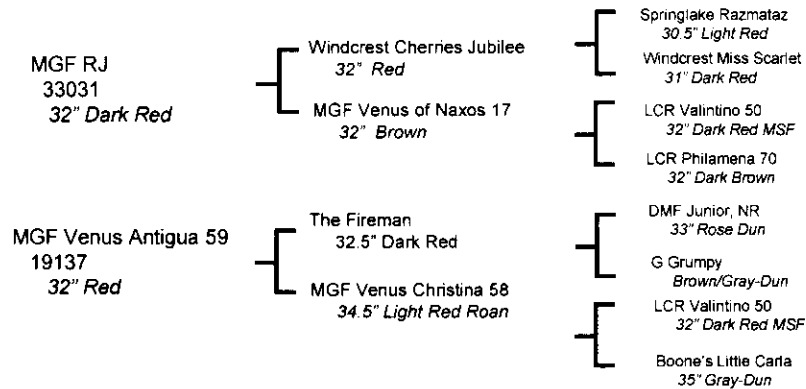 MGF RJ
33031
32" Dark Red
Windcrest Cherries Jubilee
32" Red
MGF Venus of Naxos 17
32" Brown
Springlake Razmataz
30.5" Light Red
Windcrest Miss Scarlet
31" Dark Red
LCR Valintino 50
32" Dark Red MSF
LCR Philamena 70
32" Dark Brown
MGF Venus Antigua 59
19137
32" Red
The Fireman
32.5" Dark Red
MGF Venus Christina 58
34.5" Light Red Roan
DMF Junior, NR
33" Rose Dun
G Grumpy
Brown/Gray-Dun
LCR Valintino 50
32" Dark Red MSF
Boone's Little Carla
35" Gray-Dun